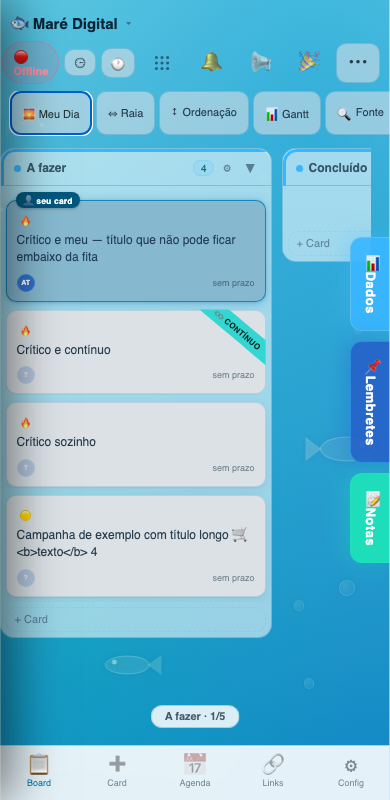 Maré Digital
Offline
Meu Dia
Raia
Ordenação
Gantt
Fonte
A fazer
4
Concluído
seu card
Crítico e meu — título que não pode ficar
embaixo da fita
AT
sem prazo
+ Card
CONTÍNUO
Crítico e contínuo
?
sem prazo
Crítico sozinho
?
sem prazo
Campanha de exemplo com título longo
<b>texto</b> 4
?
sem prazo
+ Card
Dados
Lembretes
Notas
A fazer · 1/5
Board
Card
Agenda
Links
Config